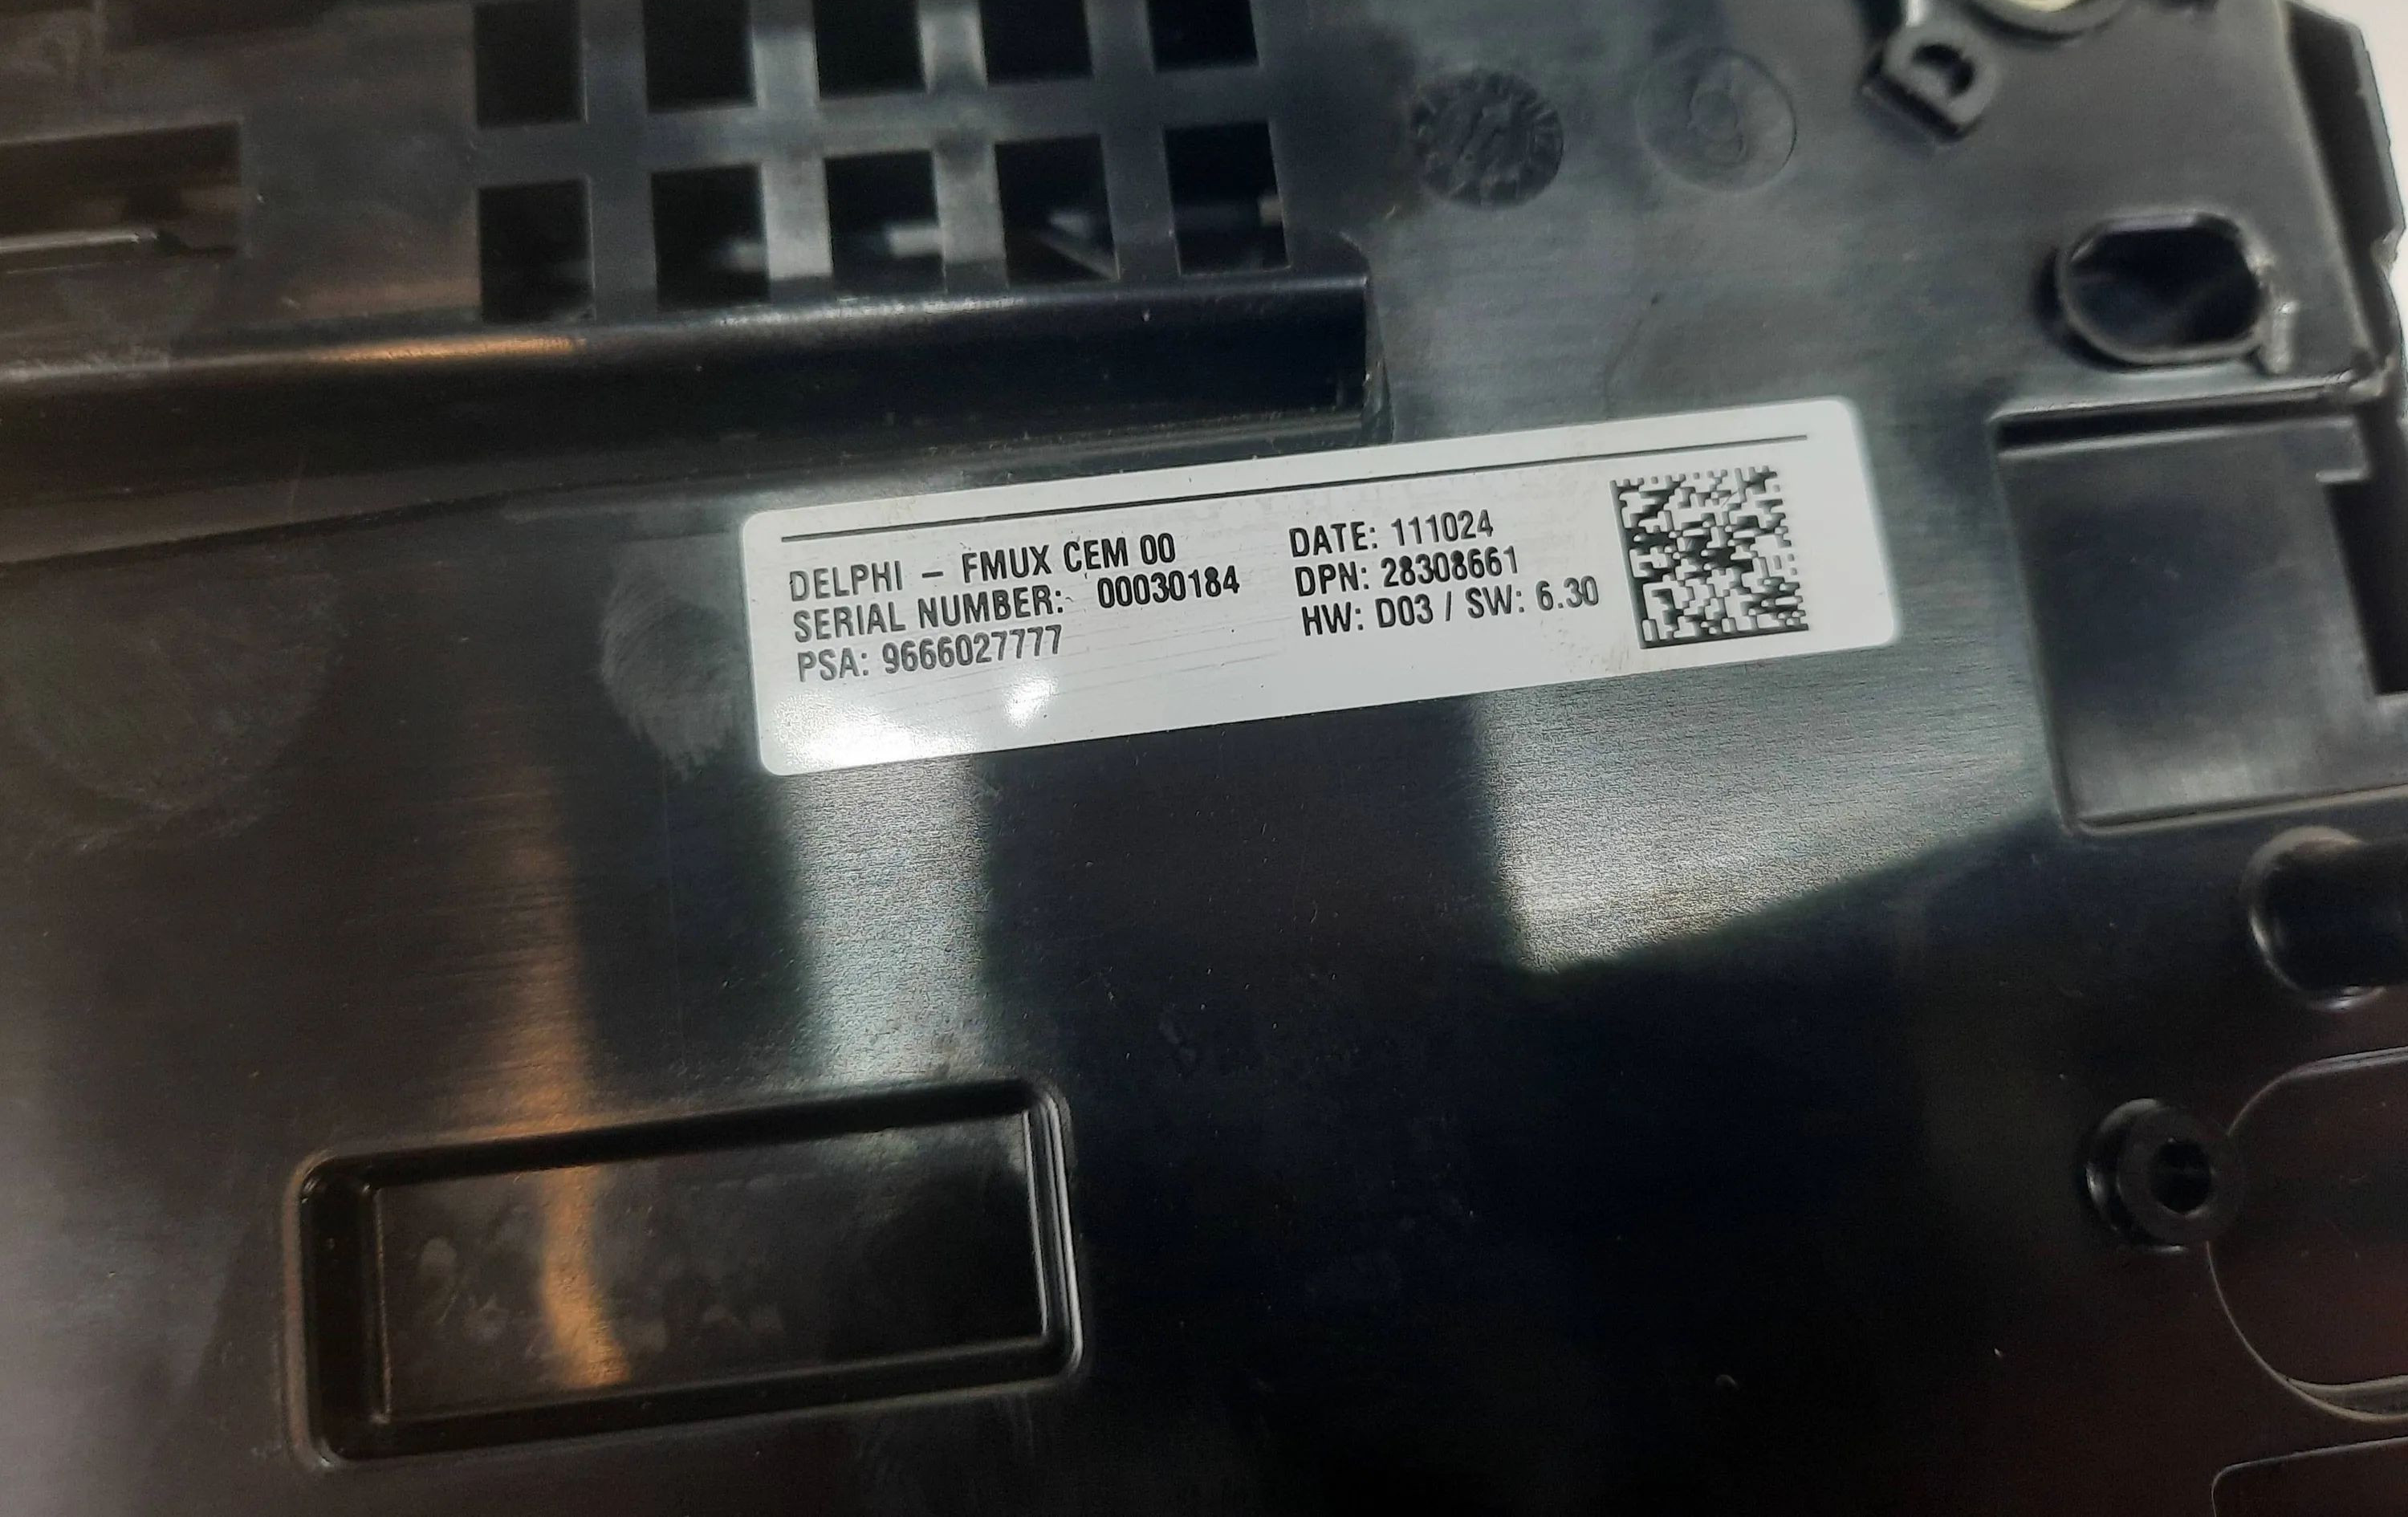 D
DELPHI – FMUX CEM 00
SERIAL NUMBER: 00030184
PSA: 9666027777
DATE: 111024
DPN: 28308661
HW: D03 / SW: 6.30